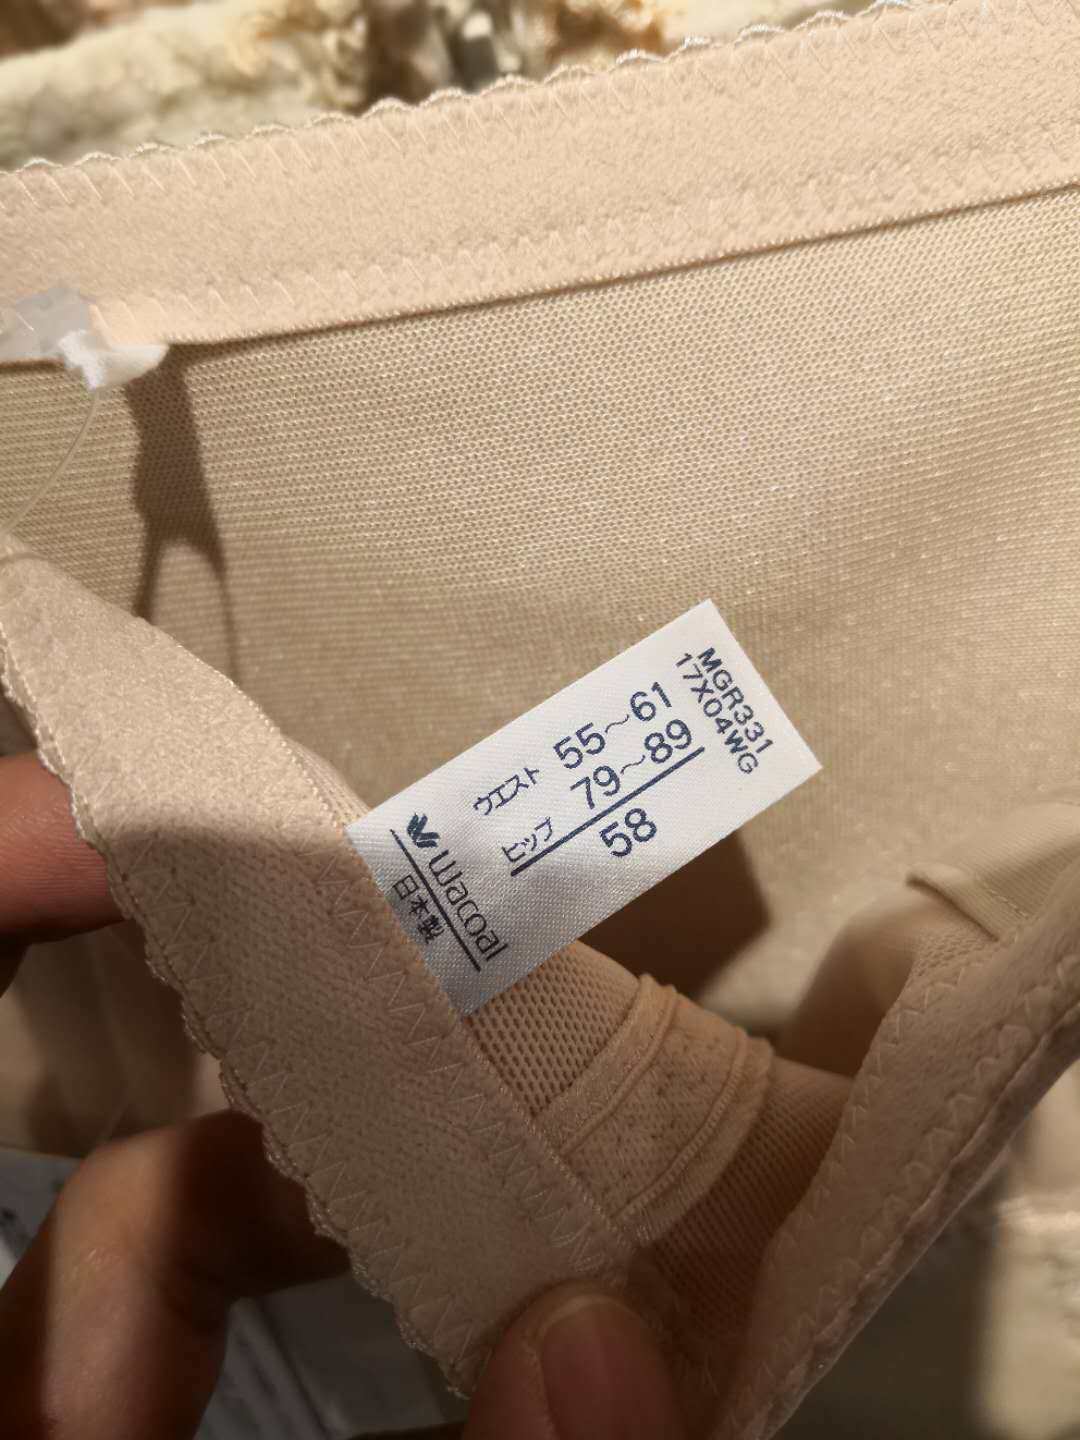 MGR331
17X04WG
ウエスト 55～61
ヒップ 79～89
58
Wacoal
日本製